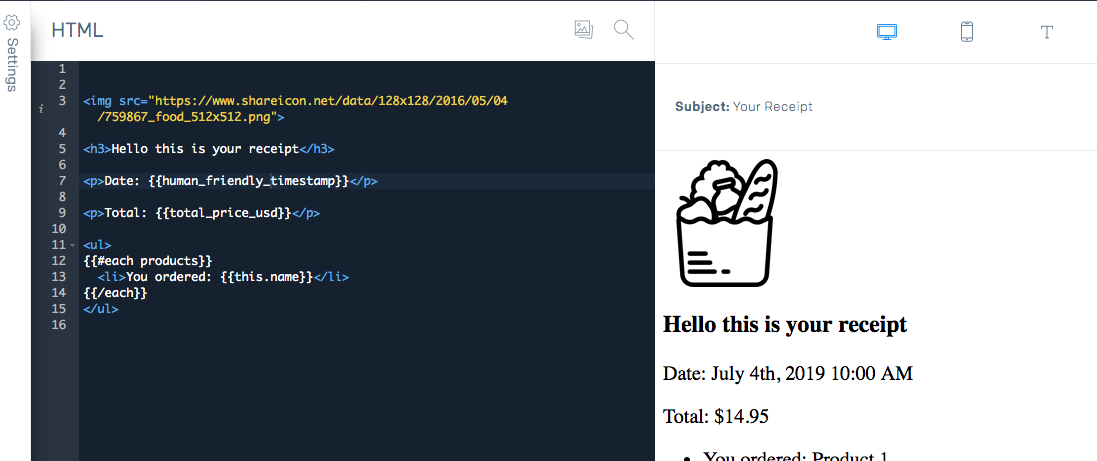 Settings
HTML
1
2
i
3 <img src="https://www.shareicon.net/data/128x128/2016/05/04
/759867_food_512x512.png">
4
5 <h3>Hello this is your receipt</h3>
6
7 <p>Date: {{human_friendly_timestamp}}</p>
8
9 <p>Total: {{total_price_usd}}</p>
10
11 <ul>
12 {{#each products}}
13 <li>You ordered: {{this.name}}</li>
14 {{/each}}
15 </ul>
16
T
Subject: Your Receipt
Hello this is your receipt
Date: July 4th, 2019 10:00 AM
Total: $14.95
• You ordered: Product 1